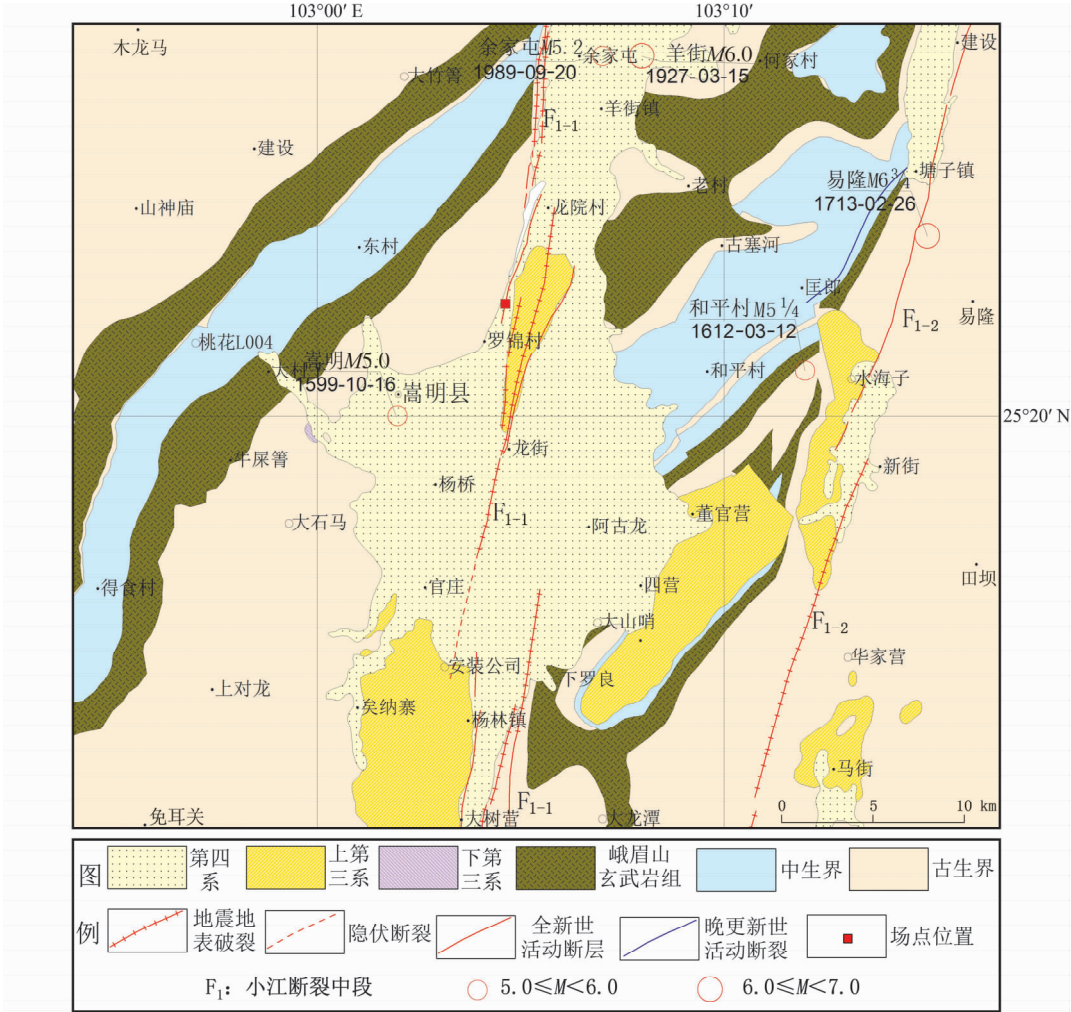 103°00′ E
103°10′
木龙马
余家屯M5.2
1989-09-20
余家屯
羊街M6.0
1927-03-15
何家村
建设
大竹箐
羊街镇
F1-1
建设
老村
易隆M6¾
1713-02-26
塘子镇
山神庙
龙院村
东村
古塞河
匡郎
和平村M5¼
1612-03-12
F1-2
易隆
桃花L004
罗锦村
大村子
嵩明M5.0
1599-10-16
嵩明县
和平村
水海子
25°20′ N
龙街
牛屎箐
新街
杨桥
F1-1
大石马
阿古龙
董官营
得食村
官庄
四营
田坝
大山哨
F1-2
安装公司
下罗良
华家营
上对龙
矣纳寨
杨林镇
马街
F1-1
0 5 10 km
免耳关
大树营
大龙潭
图例
第四系
上第三系
下第三系
峨眉山玄武岩组
中生界
古生界
地震地表破裂
隐伏断裂
全新世活动断层
晚更新世活动断裂
场点位置
F1: 小江断裂中段
5.0≤M<6.0
6.0≤M<7.0